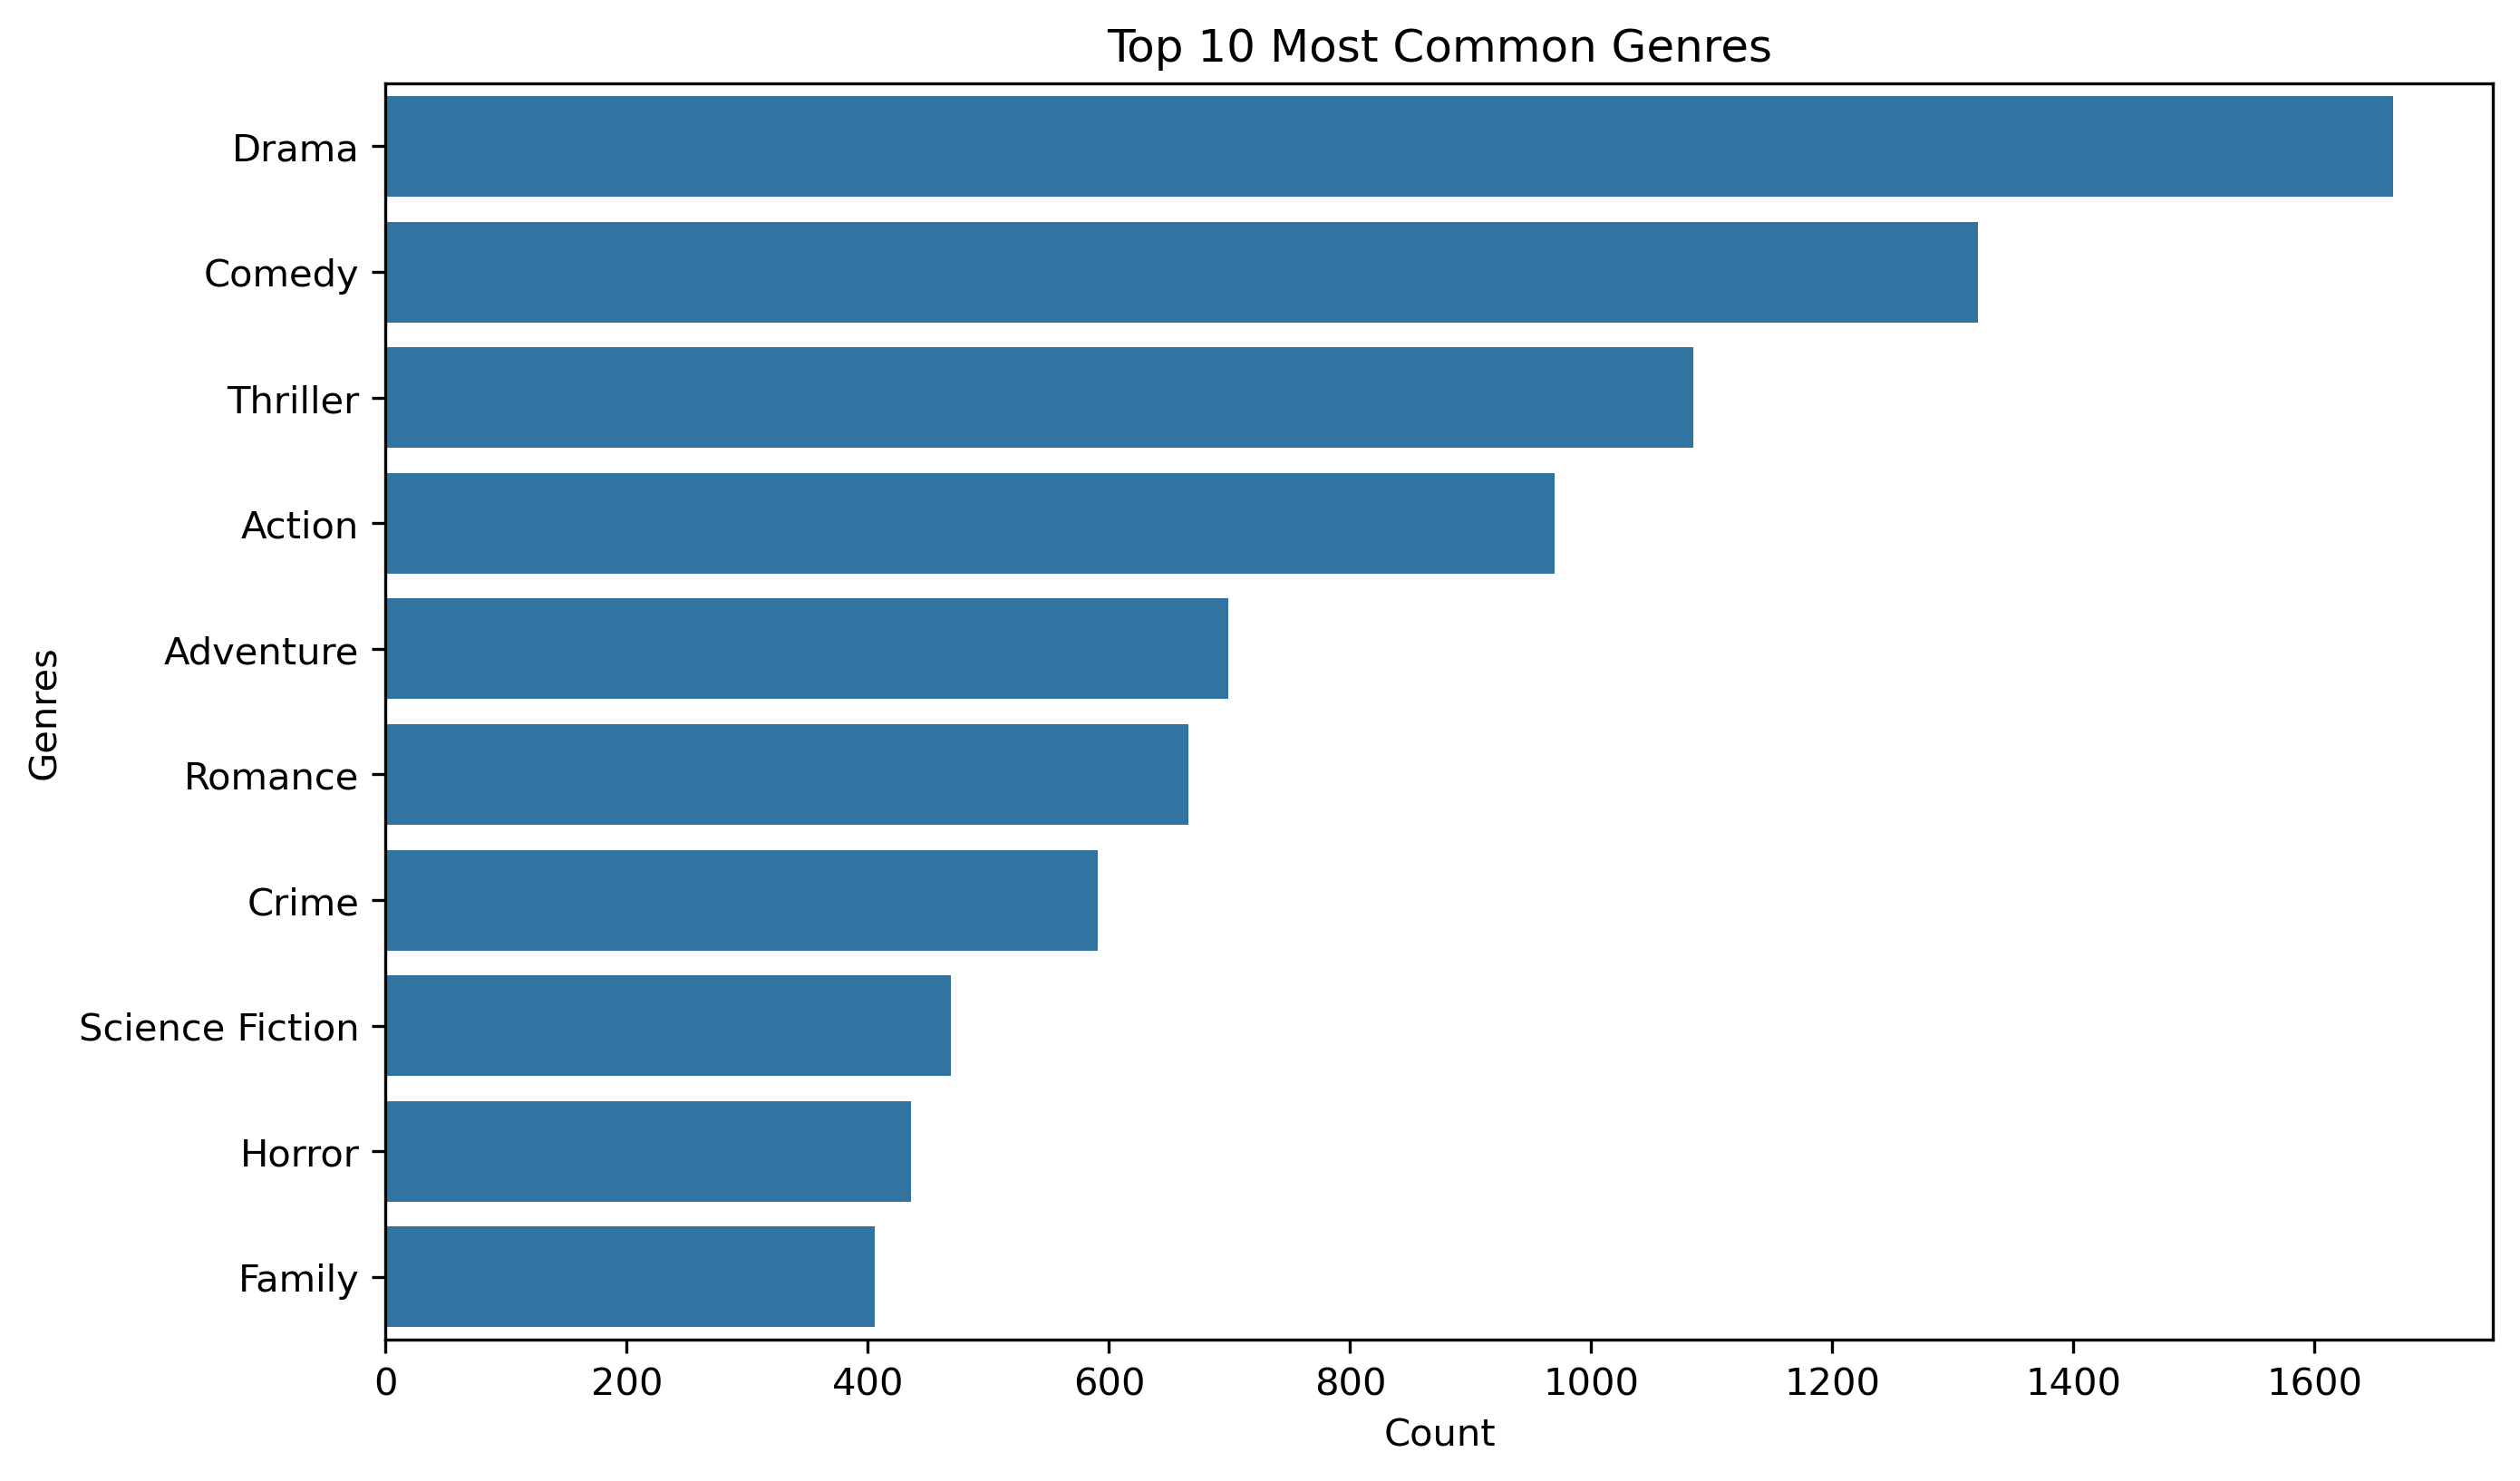 Top 10 Most Common Genres
Drama
Comedy
Thriller
Action
Adventure
Romance
Crime
Science Fiction
Horror
Family
Genres
0 200 400 600 800 1000 1200 1400 1600
Count